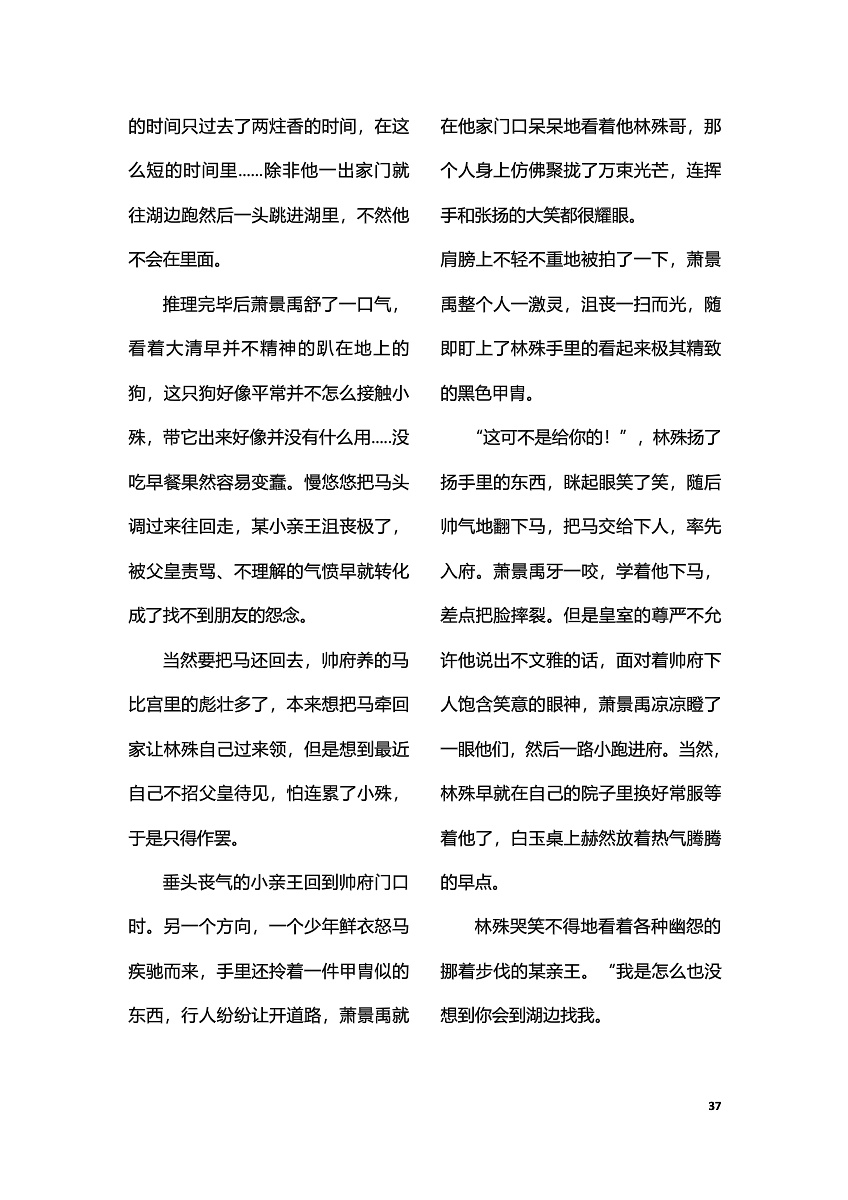 的时间只过去了两炷香的时间，在这
么短的时间里......除非他一出家门就
往湖边跑然后一头跳进湖里，不然他
不会在里面。
推理完毕后萧景禹舒了一口气，
看着大清早并不精神的趴在地上的
狗，这只狗好像平常并不怎么接触小
殊，带它出来好像并没有什么用.....没
吃早餐果然容易变蠢。慢悠悠把马头
调过来往回走，某小亲王沮丧极了，
被父皇责骂、不理解的气愤早就转化
成了找不到朋友的怨念。
当然要把马还回去，帅府养的马
比宫里的彪壮多了，本来想把马牵回
家让林殊自己过来领，但是想到最近
自己不招父皇待见，怕连累了小殊，
于是只得作罢。
垂头丧气的小亲王回到帅府门口
时。另一个方向，一个少年鲜衣怒马
疾驰而来，手里还拎着一件甲胄似的
东西，行人纷纷让开道路，萧景禹就
在他家门口呆呆地看着他林殊哥，那
个人身上仿佛聚拢了万束光芒，连挥
手和张扬的大笑都很耀眼。
肩膀上不轻不重地被拍了一下，萧景
禹整个人一激灵，沮丧一扫而光，随
即盯上了林殊手里的看起来极其精致
的黑色甲胄。
“这可不是给你的！”，林殊扬了
扬手里的东西，眯起眼笑了笑，随后
帅气地翻下马，把马交给下人，率先
入府。萧景禹牙一咬，学着他下马，
差点把脸摔裂。但是皇室的尊严不允
许他说出不文雅的话，面对着帅府下
人饱含笑意的眼神，萧景禹凉凉瞪了
一眼他们，然后一路小跑进府。当然，
林殊早就在自己的院子里换好常服等
着他了，白玉桌上赫然放着热气腾腾
的早点。
林殊哭笑不得地看着各种幽怨的
挪着步伐的某亲王。“我是怎么也没
想到你会到湖边找我。
37